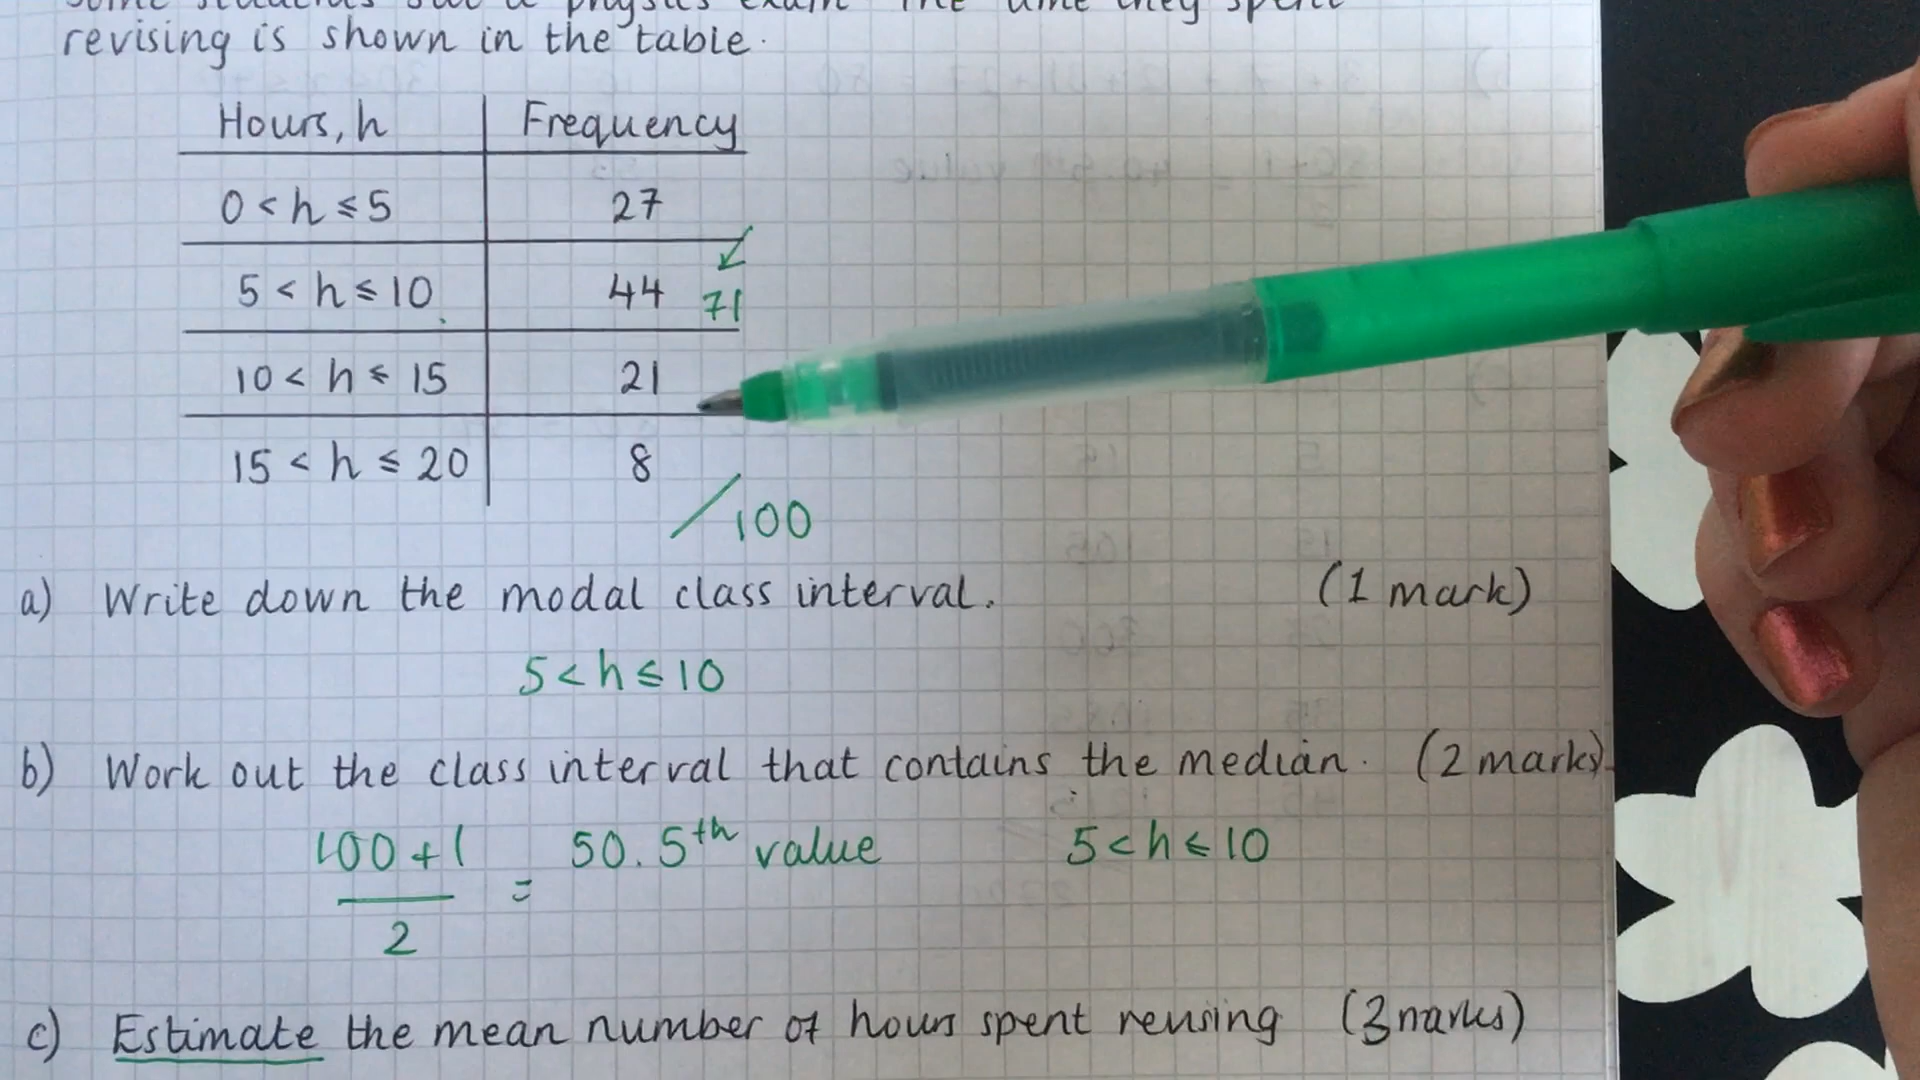 revising is shown in the table.
Hours, h Frequency
0 < h ≤ 5 27
5 < h ≤ 10 44 71
10 < h ≤ 15 21
15 < h ≤ 20 8
100
a) Write down the modal class interval. (1 mark)
5 < h ≤ 10
b) Work out the class interval that contains the median. (2 marks)
100 + 1
2
= 50.5th value 5 < h ≤ 10
c) Estimate the mean number of hours spent revising (3 marks)